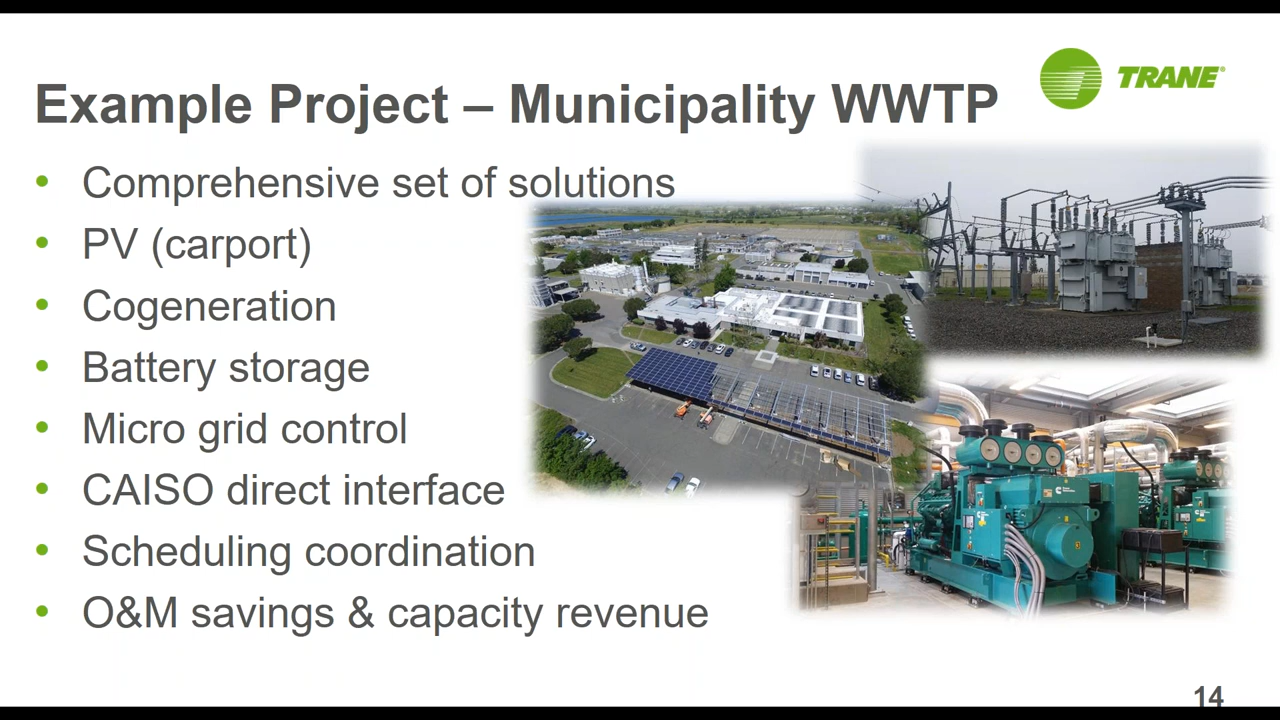 Example Project – Municipality WWTP
TRANE®
• Comprehensive set of solutions
• PV (carport)
• Cogeneration
• Battery storage
• Micro grid control
• CAISO direct interface
• Scheduling coordination
• O&M savings & capacity revenue
14